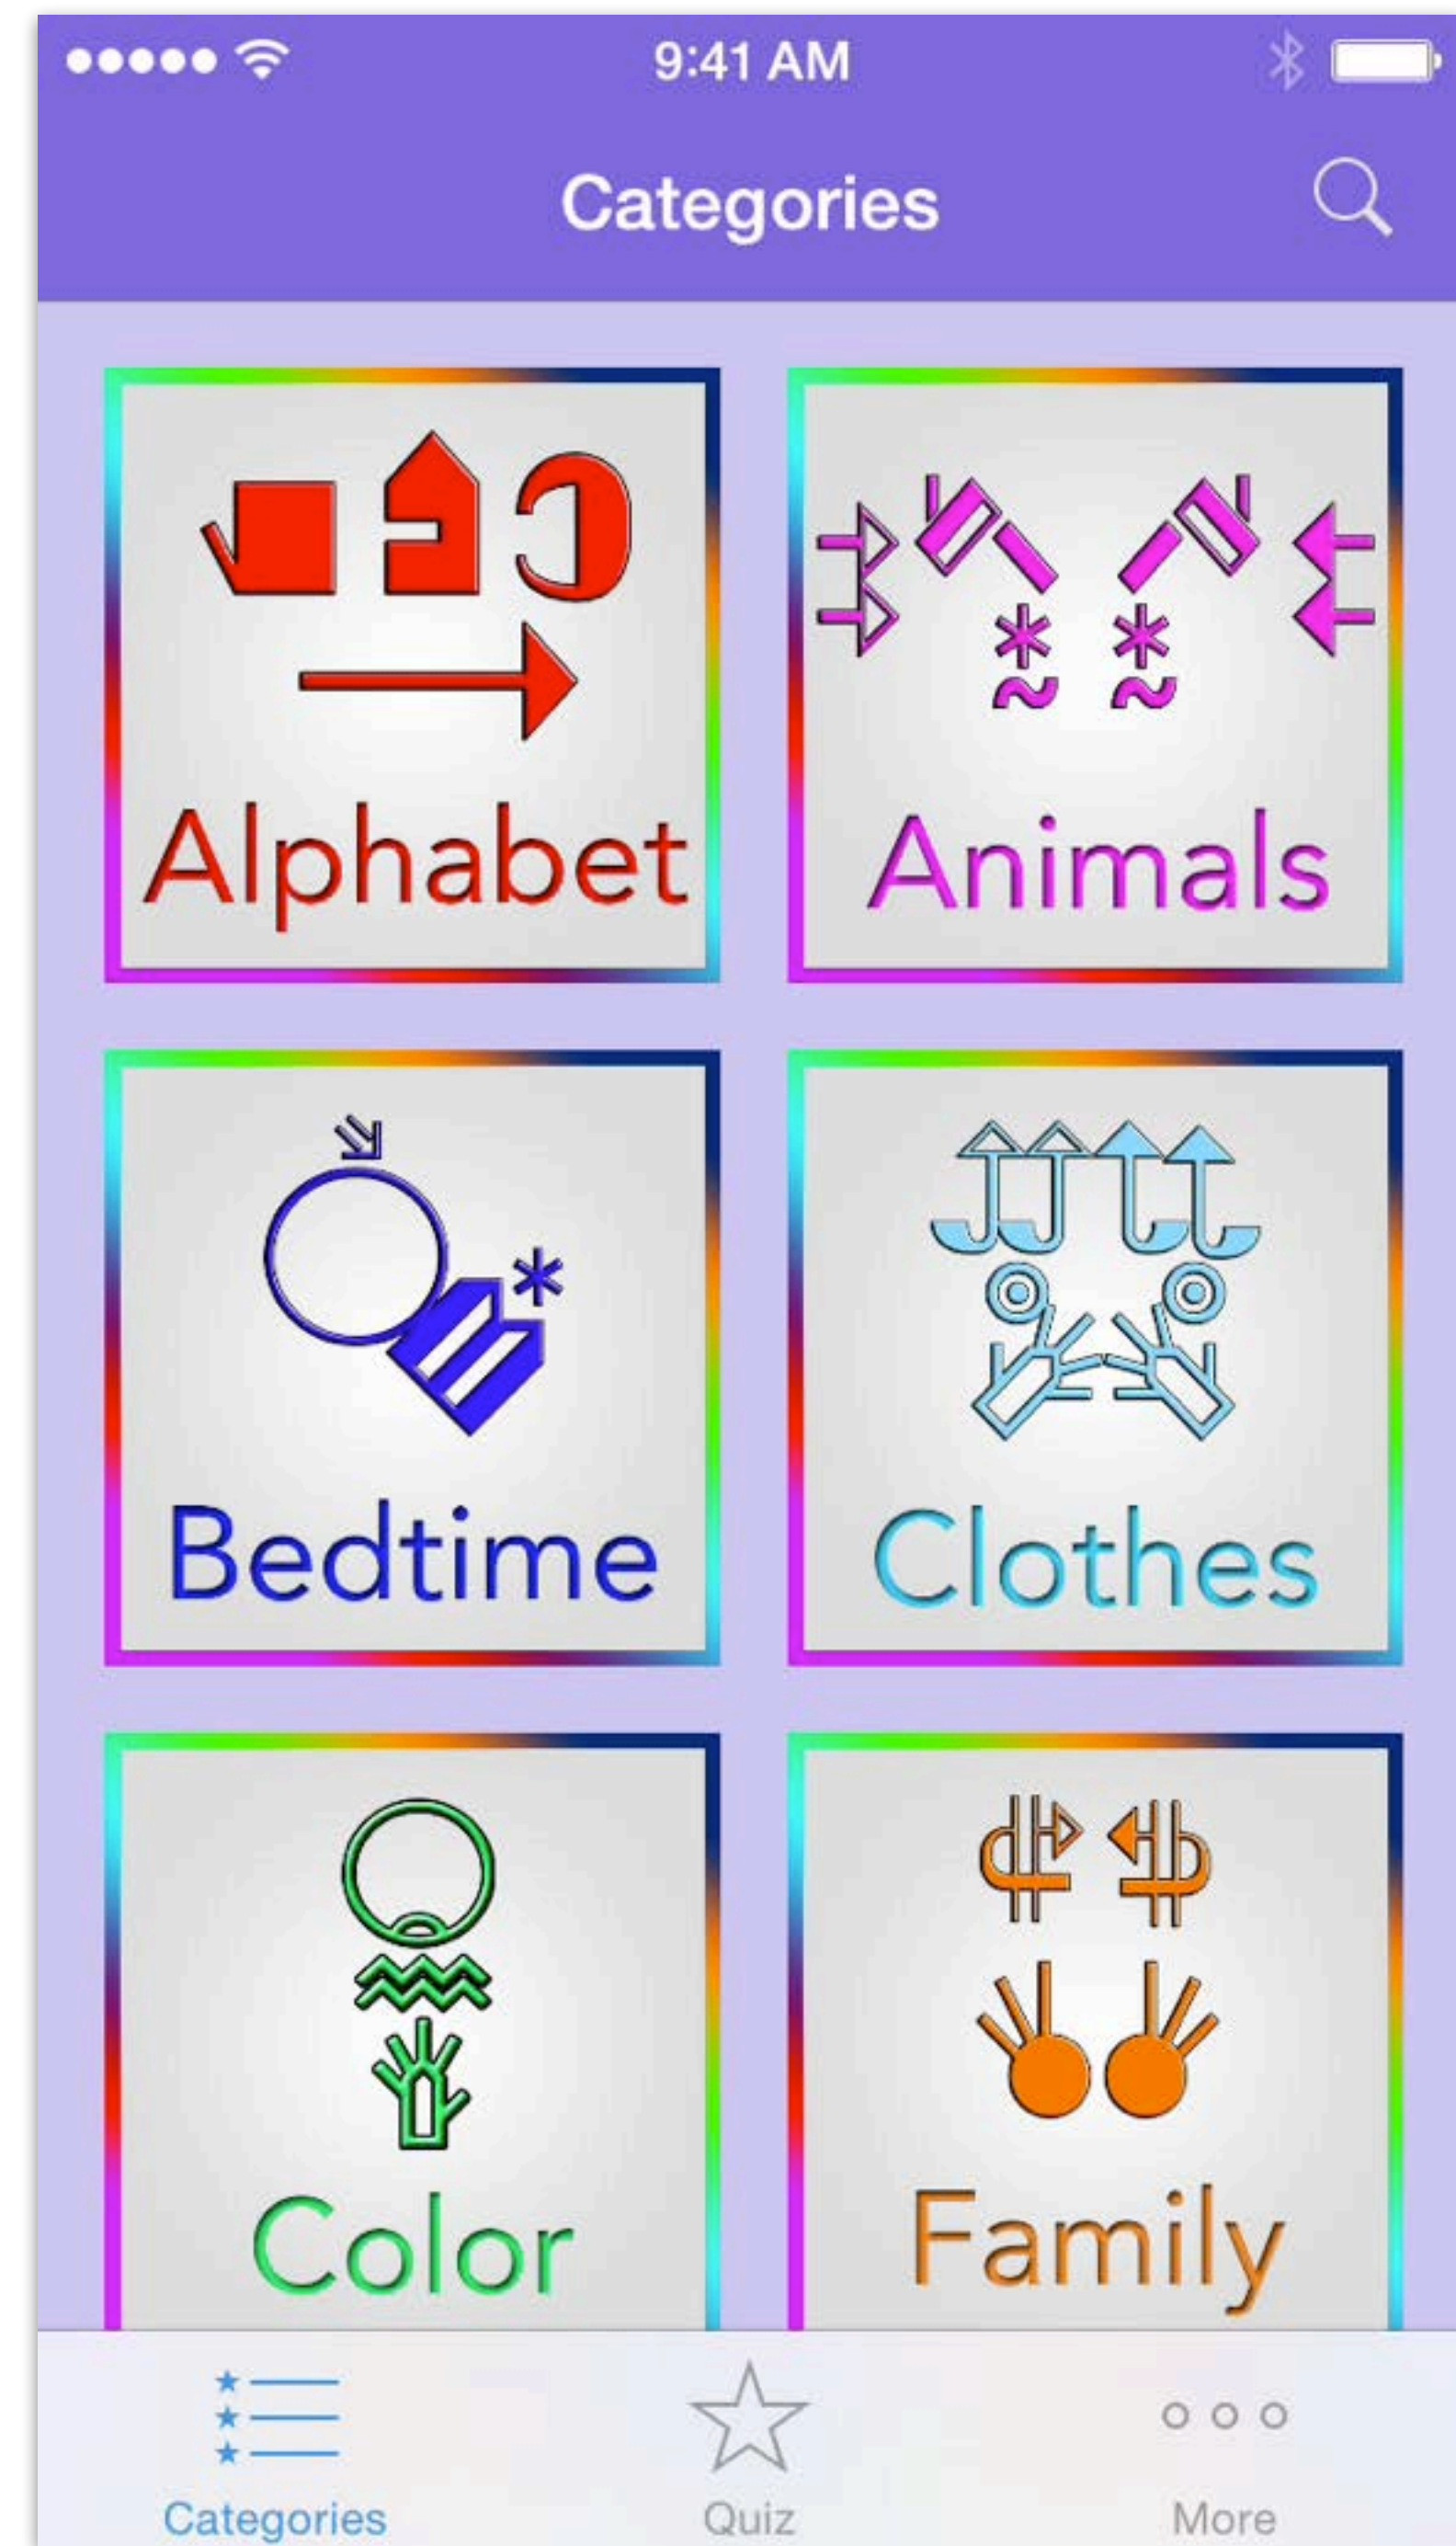 9:41 AM
Categories
Alphabet
Animals
Bedtime
Clothes
Color
Family
Categories
Quiz
More